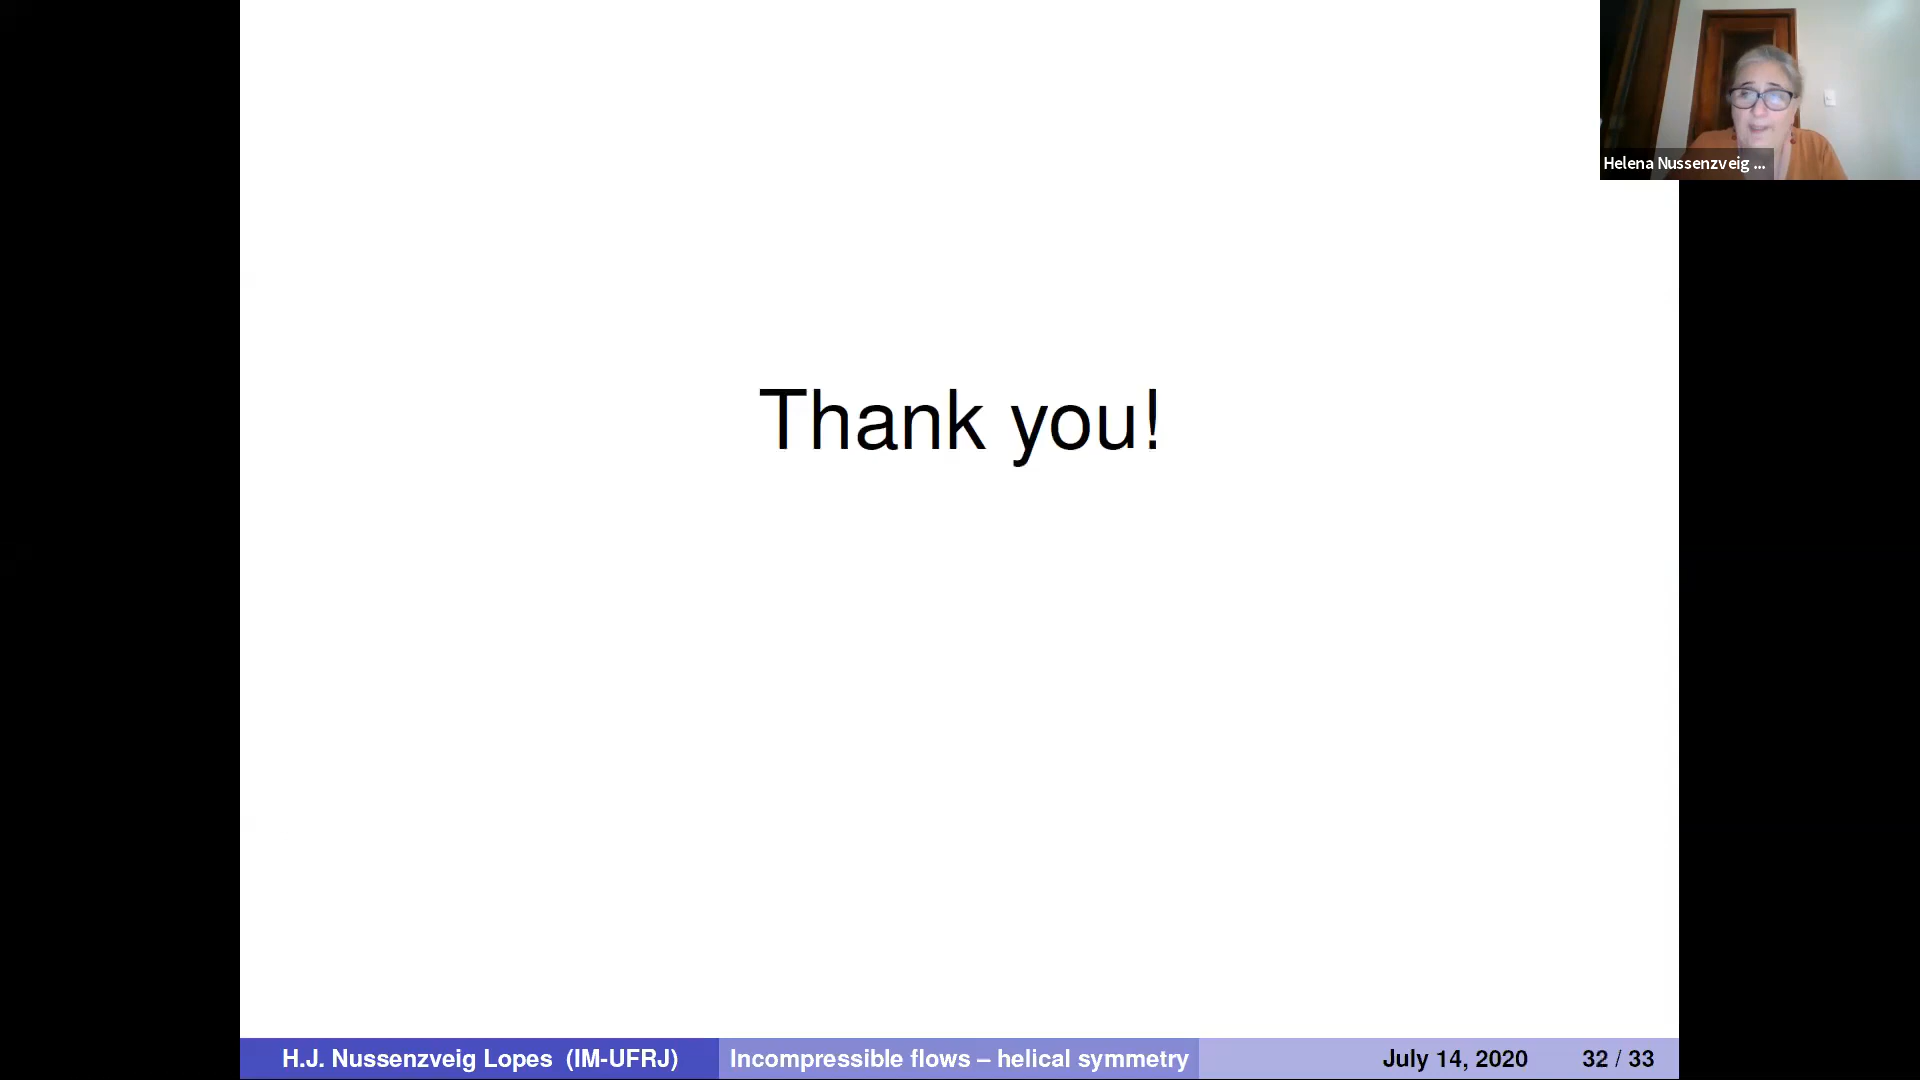 Helena Nussenzveig ...
Thank you!
H.J. Nussenzveig Lopes (IM-UFRJ) Incompressible flows – helical symmetry July 14, 2020 32 / 33